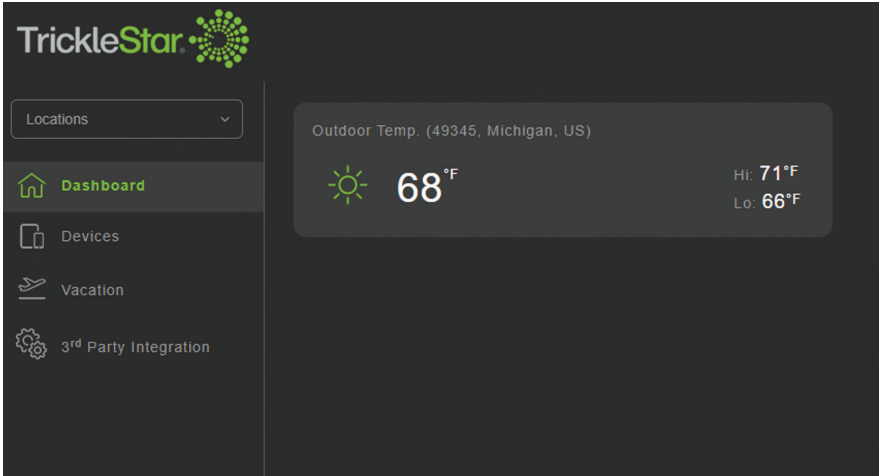 TrickleStar®
Locations
Dashboard
Devices
Vacation
3rd Party Integration
Outdoor Temp. (49345, Michigan, US)
68°F
Hi: 71°F
Lo: 66°F